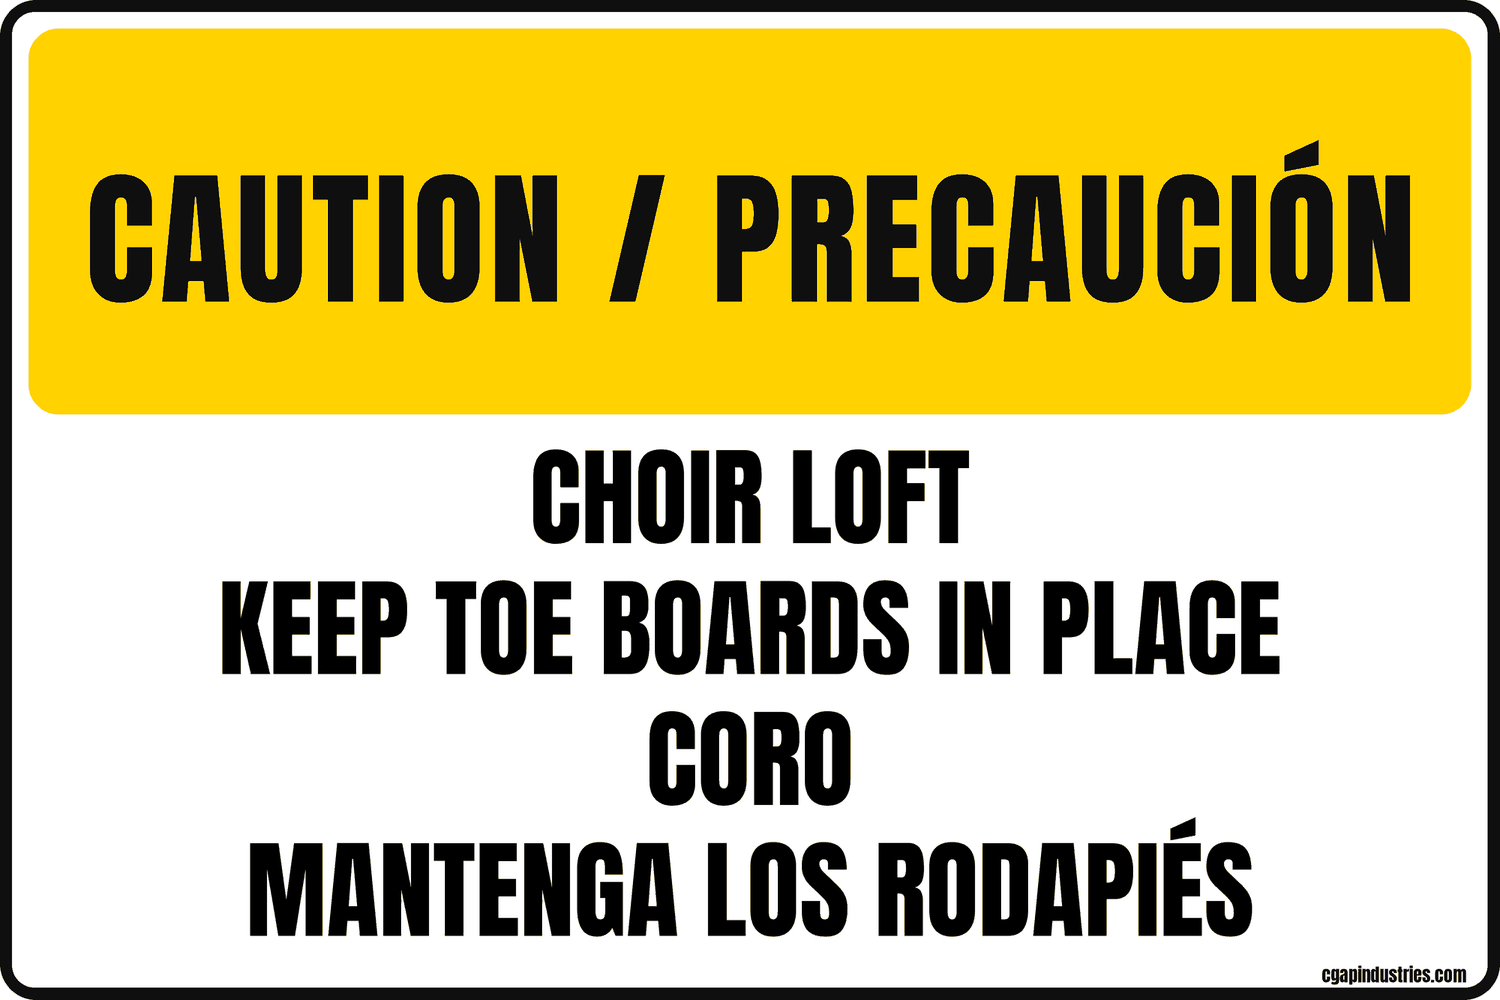 CAUTION / PRECAUCIÓN
CHOIR LOFT
KEEP TOE BOARDS IN PLACE
CORO
MANTENGA LOS RODAPIÉS
cgapindustries.com